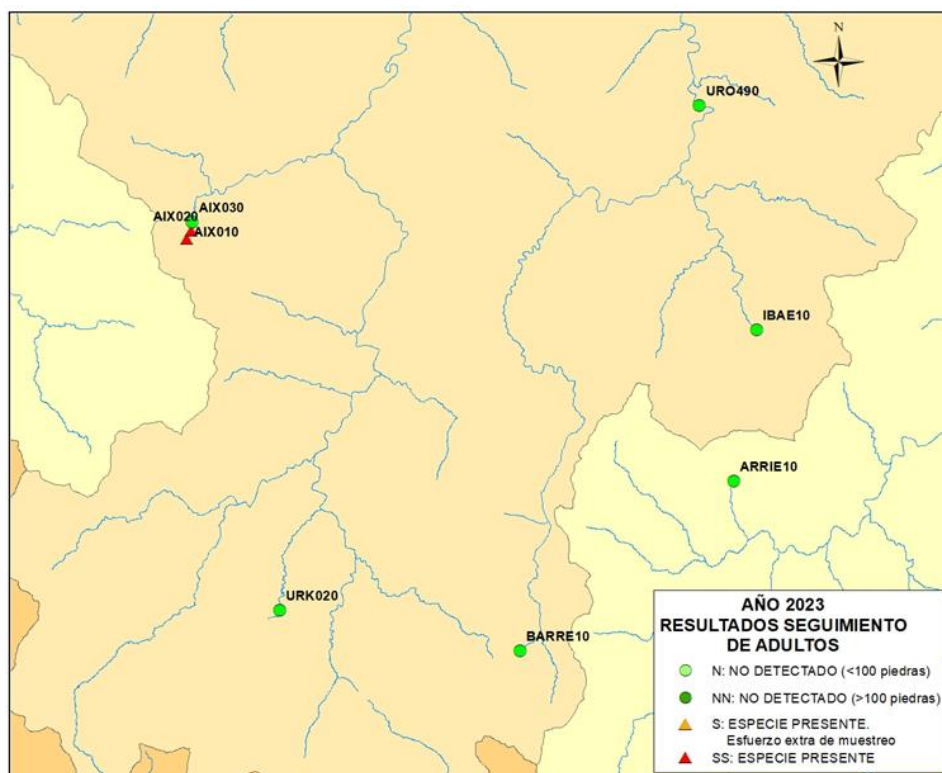 N
URO490
AIX030
AIX020
AIX010
IBAE10
ARRIE10
URK020
BARRE10
AÑO 2023
RESULTADOS SEGUIMIENTO
DE ADULTOS
N: NO DETECTADO (<100 piedras)
NN: NO DETECTADO (>100 piedras)
S: ESPECIE PRESENTE.
Esfuerzo extra de muestreo
SS: ESPECIE PRESENTE